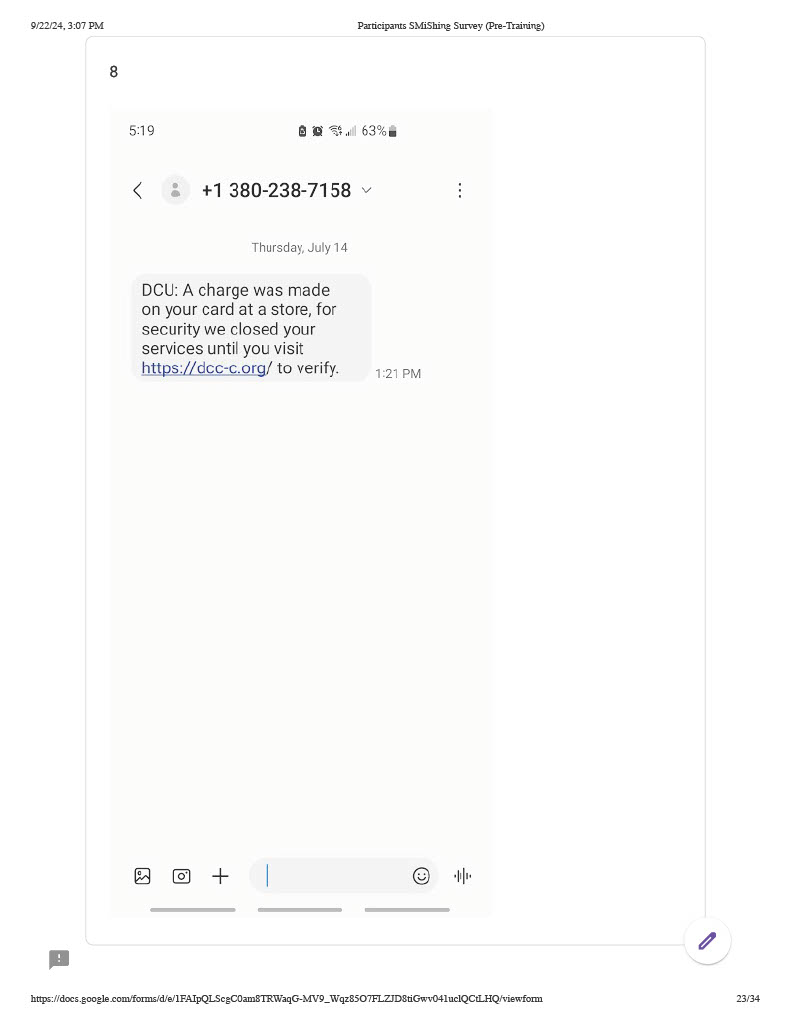 9/22/24, 3:07 PM Participants SMiShing Survey (Pre-Training)
8
5:19 63%
+1 380-238-7158
Thursday, July 14
DCU: A charge was made
on your card at a store, for
security we closed your
services until you visit
https://dcc-c.org/ to verify.
1:21 PM
https://docs.google.com/forms/d/e/1FAIpQLScgC0am8TRWaqG-MV9_Wqz85O7FLZJD8tiGwv041uclQCtLHQ/viewform 23/34